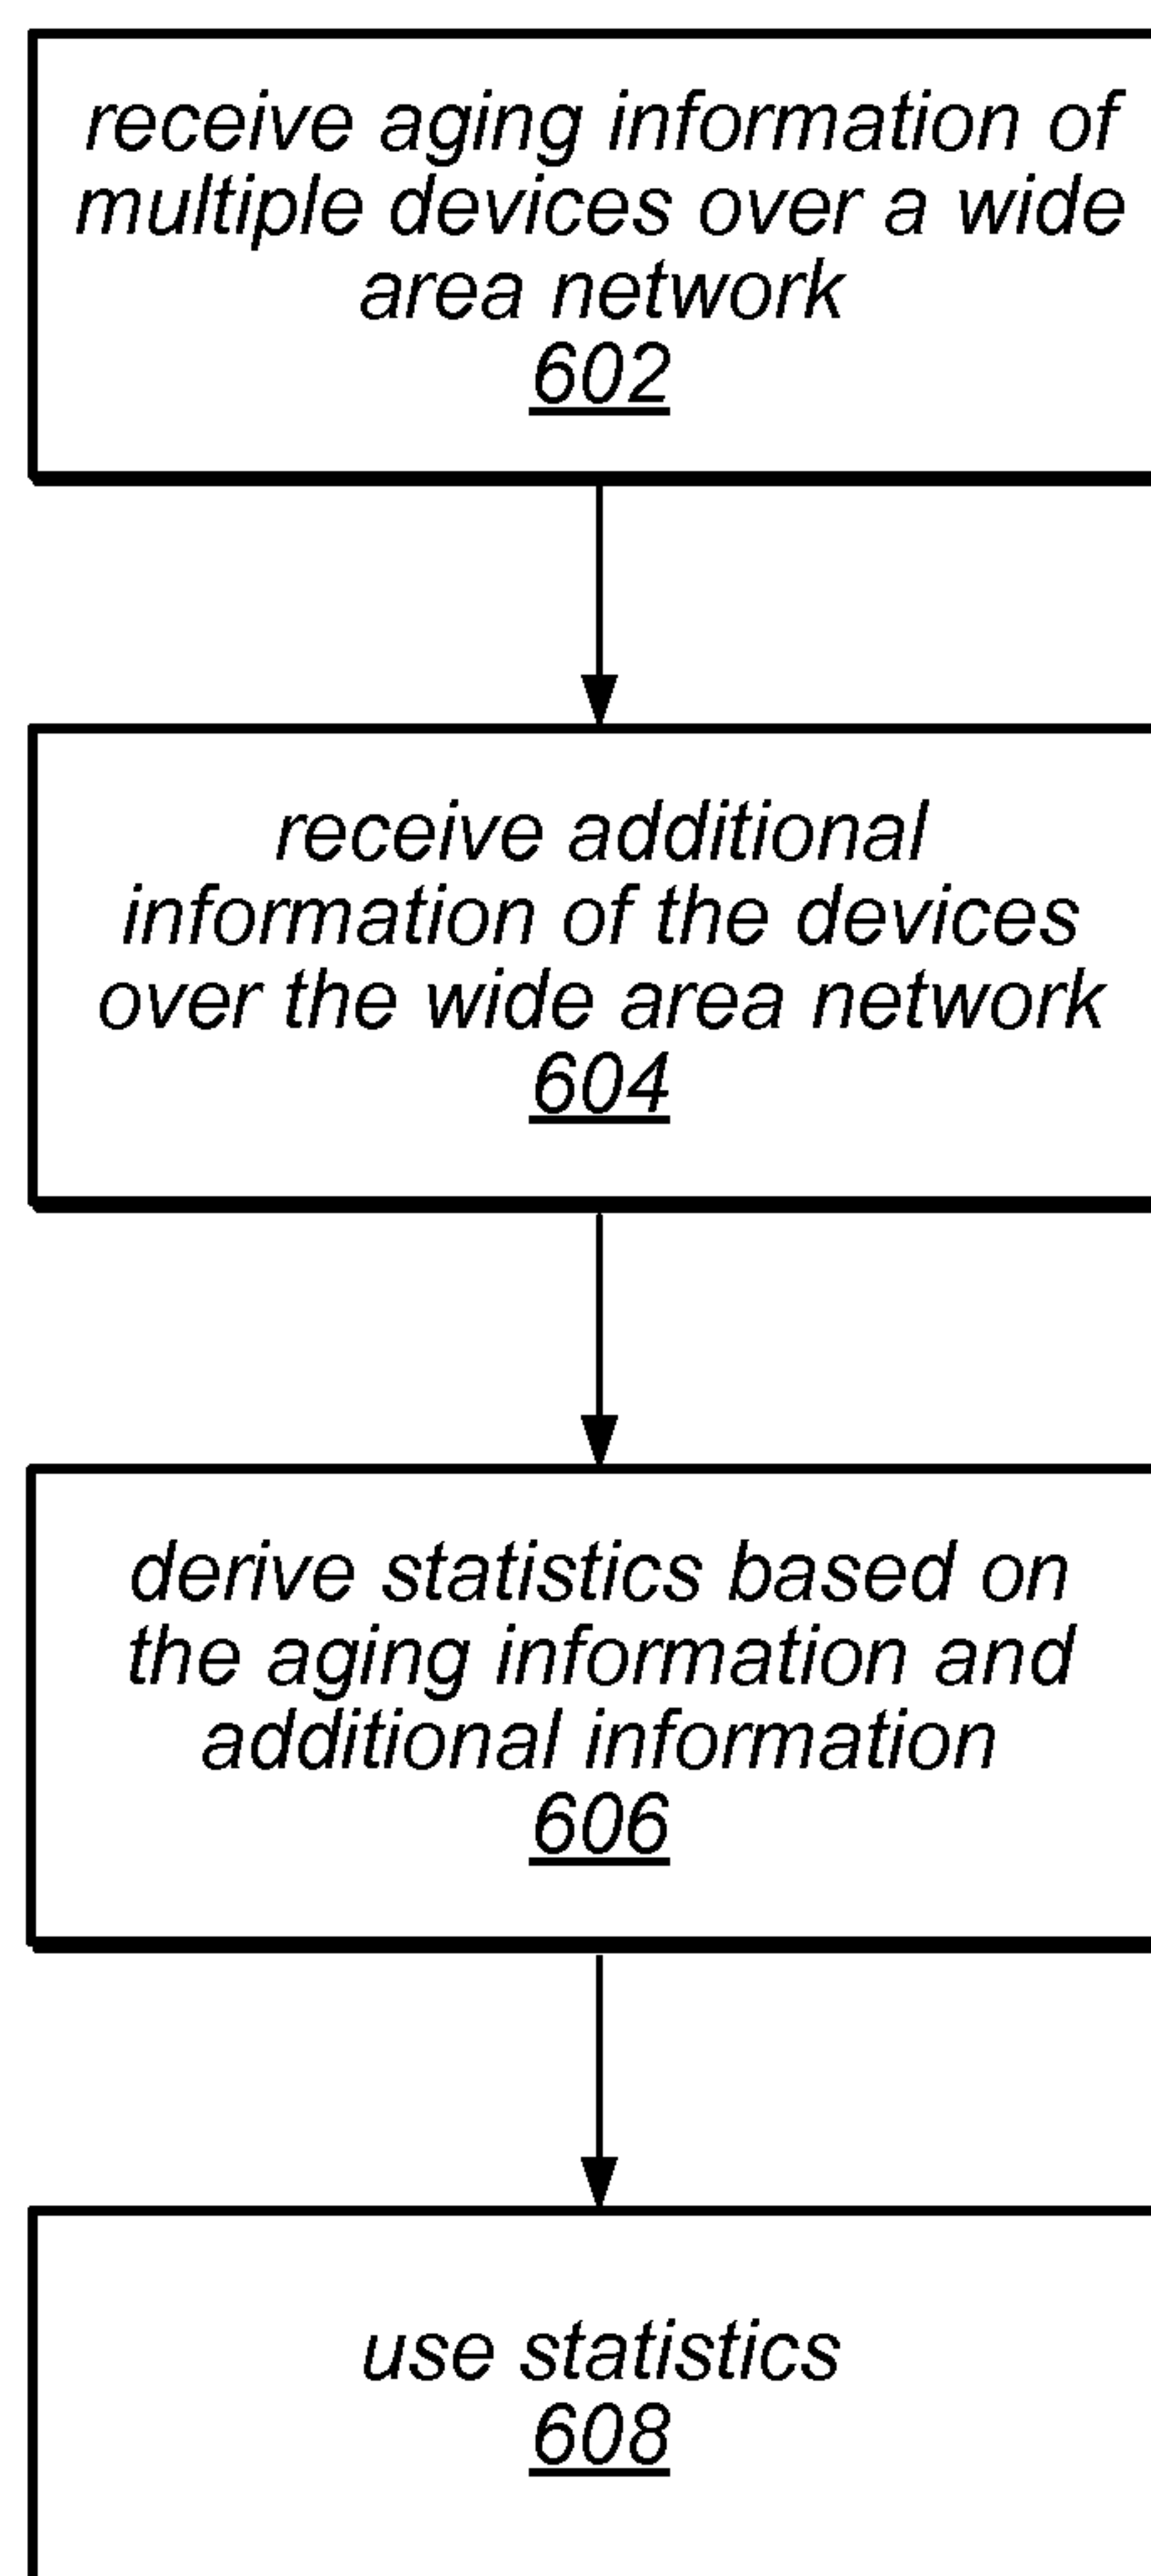 receive aging information of
multiple devices over a wide
area network
602
receive additional
information of the devices
over the wide area network
604
derive statistics based on
the aging information and
additional information
606
use statistics
608